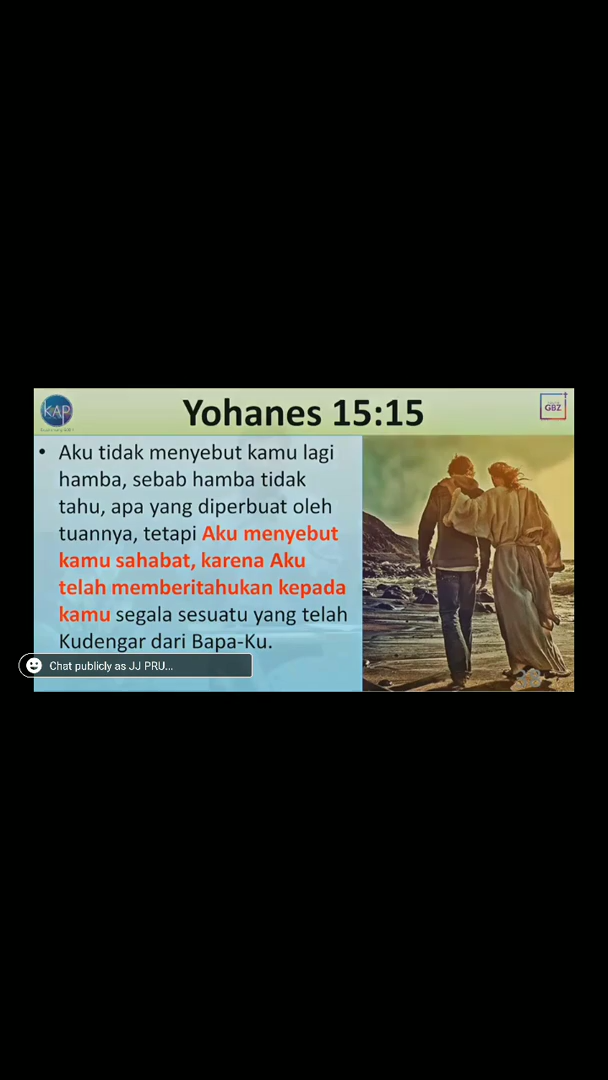 KAP
Yohanes 15:15
GBZ
• Aku tidak menyebut kamu lagi
hamba, sebab hamba tidak
tahu, apa yang diperbuat oleh
tuannya, tetapi Aku menyebut
kamu sahabat, karena Aku
telah memberitahukan kepada
kamu segala sesuatu yang telah
Kudengar dari Bapa-Ku.
Chat publicly as JJ PRU...